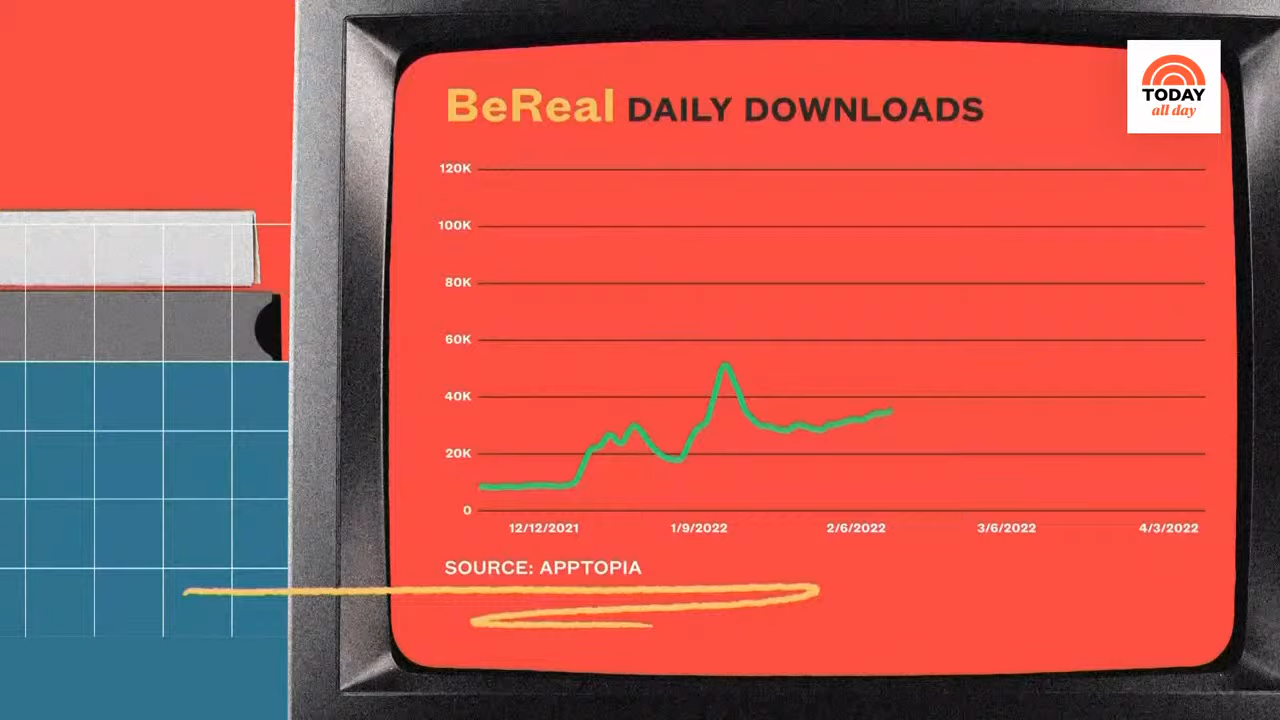 BeReal DAILY DOWNLOADS
TODAY
all day
120K
100K
80K
60K
40K
20K
0
12/12/2021 1/9/2022 2/6/2022 3/6/2022 4/3/2022
SOURCE: APPTOPIA